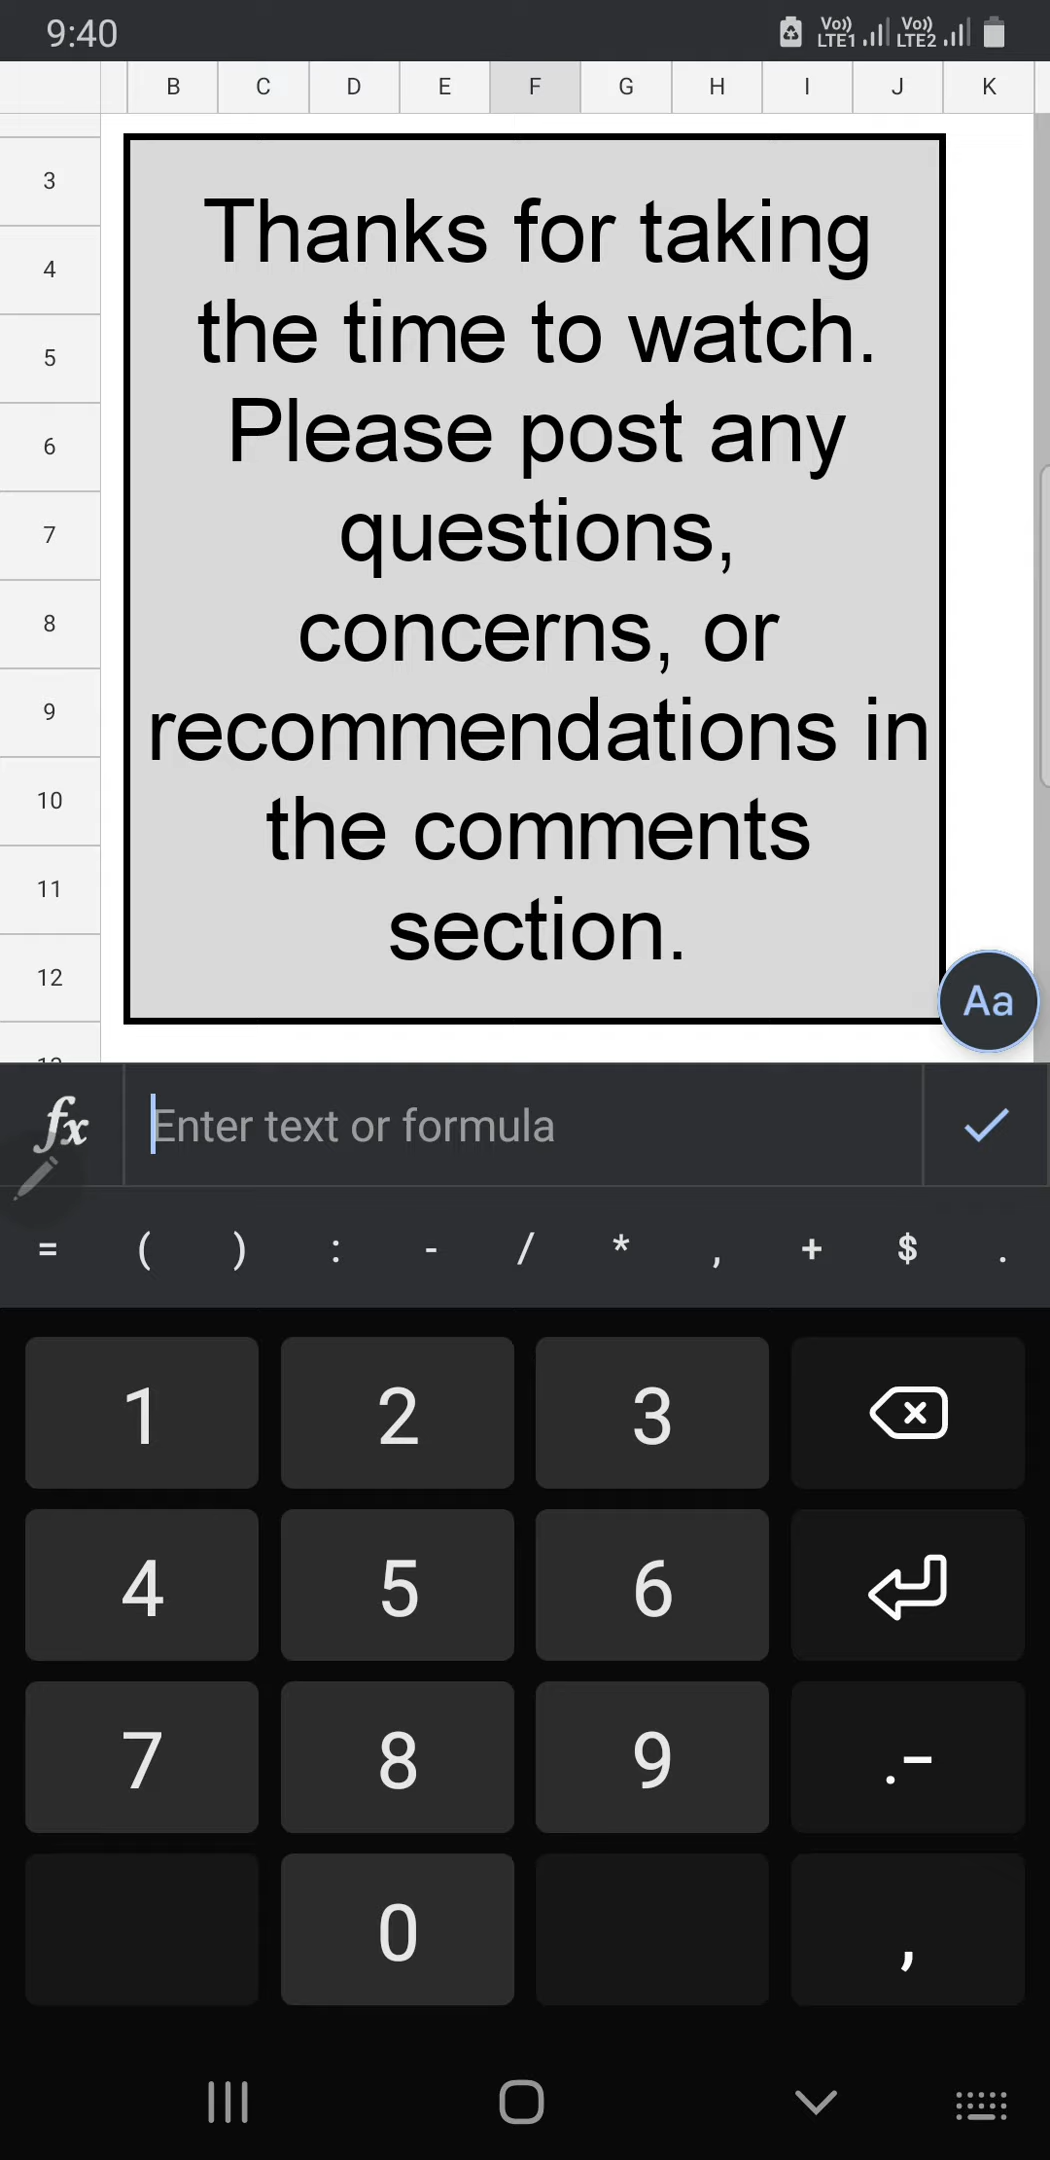 9:40
Vo)) LTE1 Vo)) LTE2
B C D E F G H I J K
3
4
5
6
7
8
9
10
11
12
Thanks for taking
the time to watch.
Please post any
questions,
concerns, or
recommendations in
the comments
section.
Aa
fx Enter text or formula
= ( ) : - / * , + $ .
1 2 3
4 5 6
7 8 9 .-
0 ,